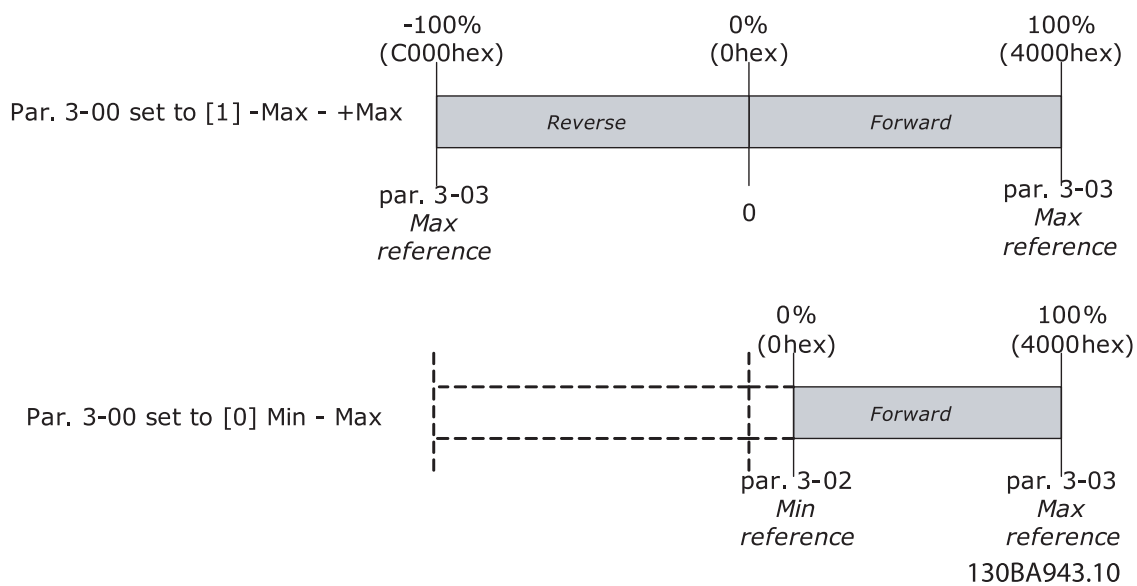 -100%
(C000hex)
0%
(0hex)
100%
(4000hex)
Par. 3-00 set to [1] -Max - +Max
Reverse
Forward
par. 3-03
Max
reference
0
par. 3-03
Max
reference
0%
(0hex)
100%
(4000hex)
Par. 3-00 set to [0] Min - Max
Forward
par. 3-02
Min
reference
par. 3-03
Max
reference
130BA943.10